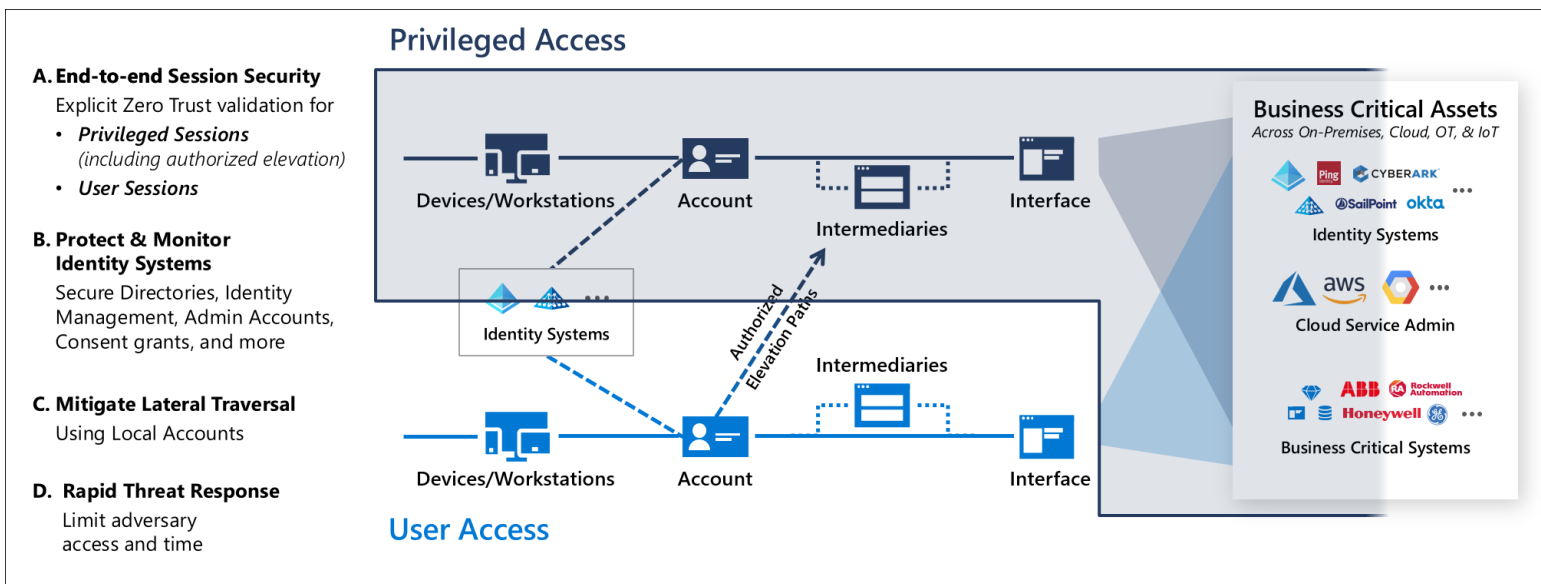 Privileged Access
A. End-to-end Session Security
Explicit Zero Trust validation for
• Privileged Sessions
(including authorized elevation)
• User Sessions
B. Protect & Monitor
Identity Systems
Secure Directories, Identity
Management, Admin Accounts,
Consent grants, and more
C. Mitigate Lateral Traversal
Using Local Accounts
D. Rapid Threat Response
Limit adversary
access and time
Devices/Workstations
Account
Intermediaries
Interface
Identity Systems
Authorized
Elevation Paths
Intermediaries
Devices/Workstations
Account
Interface
User Access
Business Critical Assets
Across On-Premises, Cloud, OT, & IoT
Ping
CYBERARK
SailPoint
okta
Identity Systems
aws
Cloud Service Admin
ABB
RA
Rockwell
Automation
Honeywell
Business Critical Systems